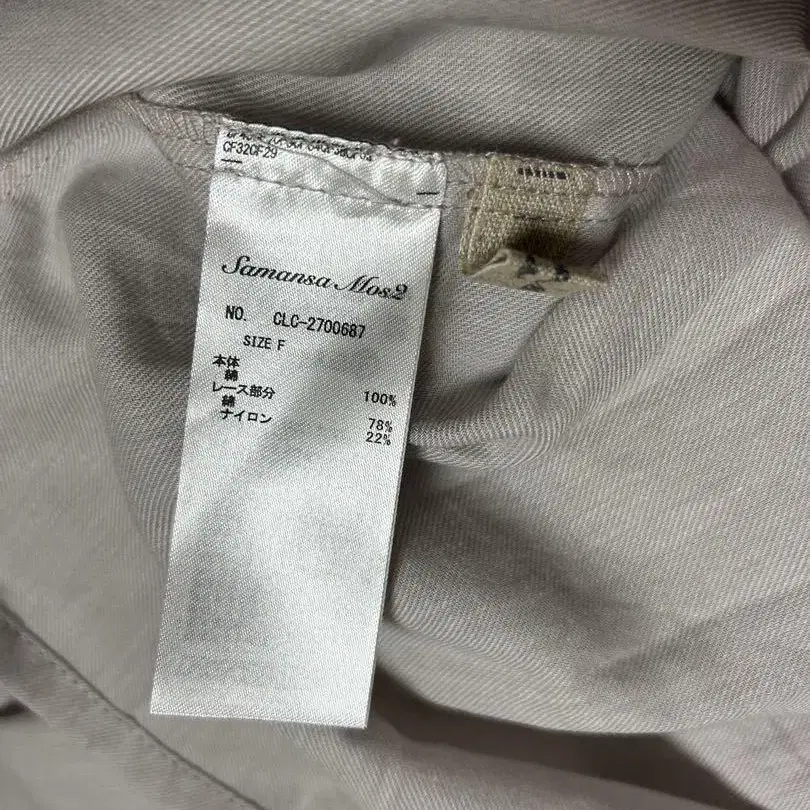 CF32CF29
Samansa Mos2
NO. CLC-2700687
SIZE F
本体
綿 100%
レース部分
綿 78%
ナイロン 22%